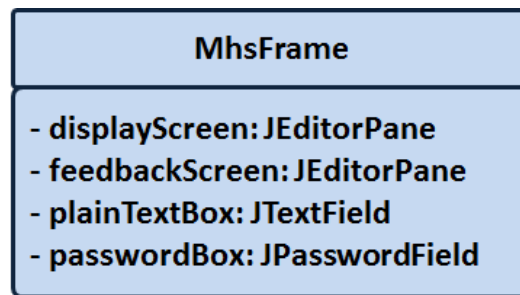 MhsFrame
- displayScreen: JEditorPane
- feedbackScreen: JEditorPane
- plainTextBox: JTextField
- passwordBox: JPasswordField